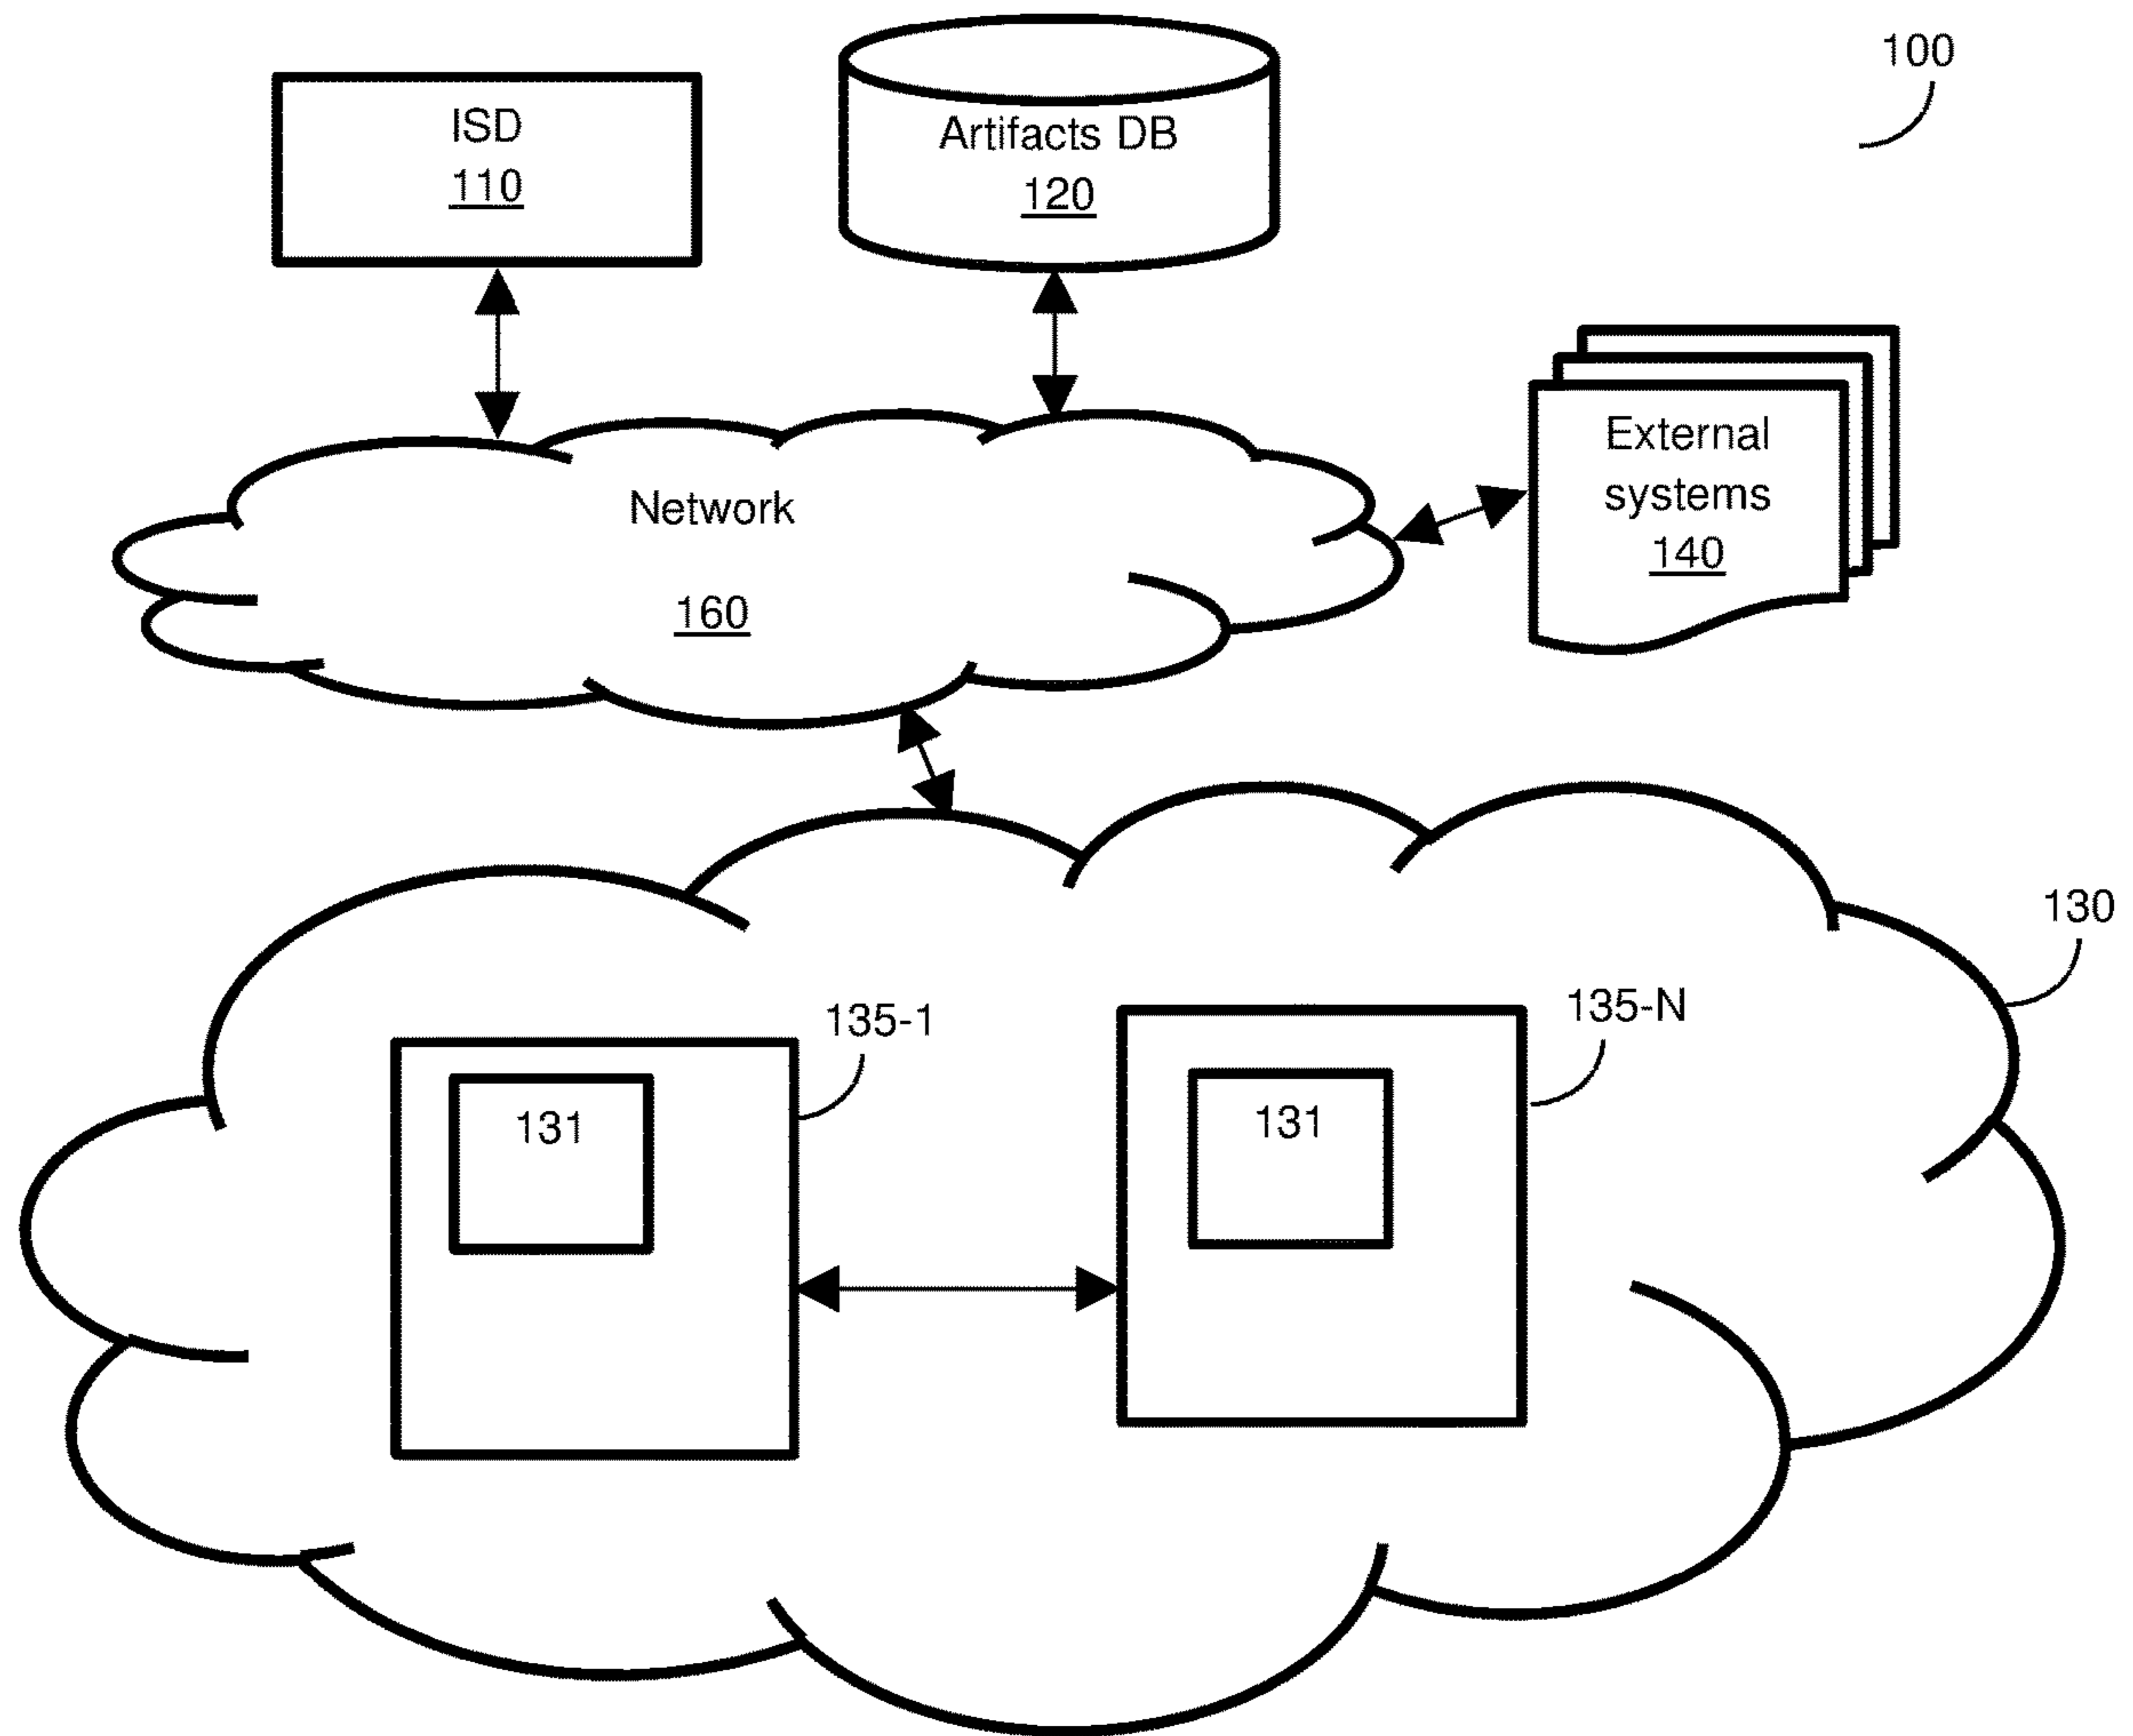 100
ISD
110
Artifacts DB
120
External
systems
140
Network
160
130
135-1
135-N
131
131